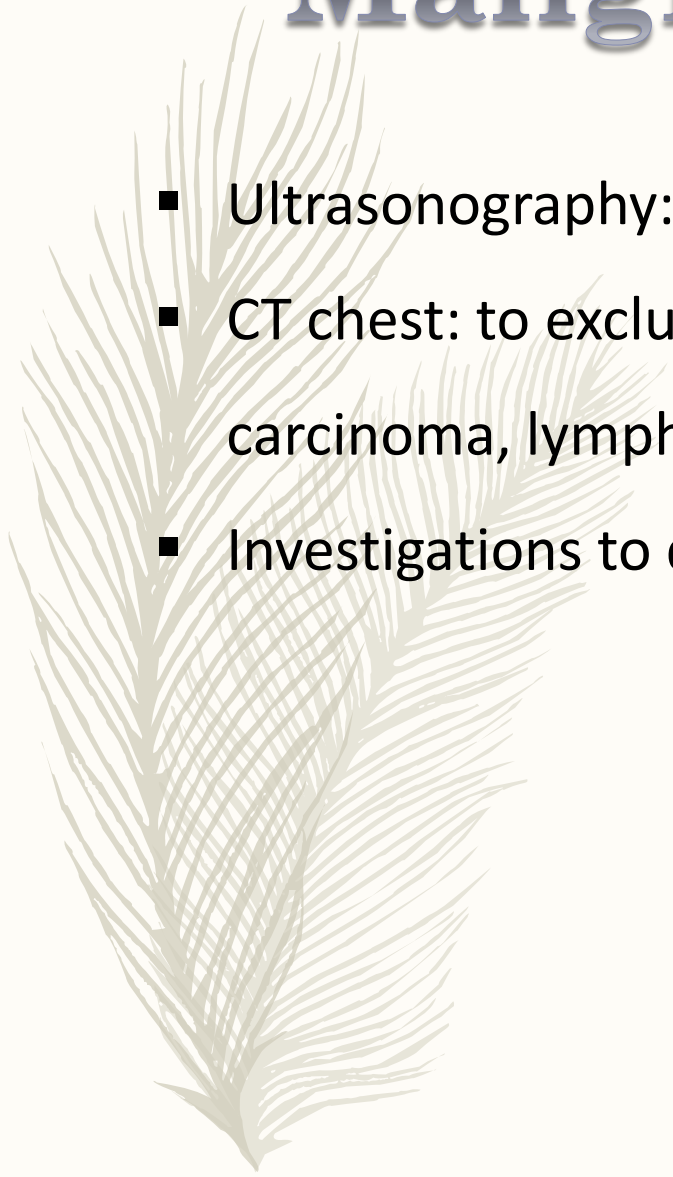 ▪ Ultrasonography:
▪ CT chest: to exclu
carcinoma, lymph
▪ Investigations to